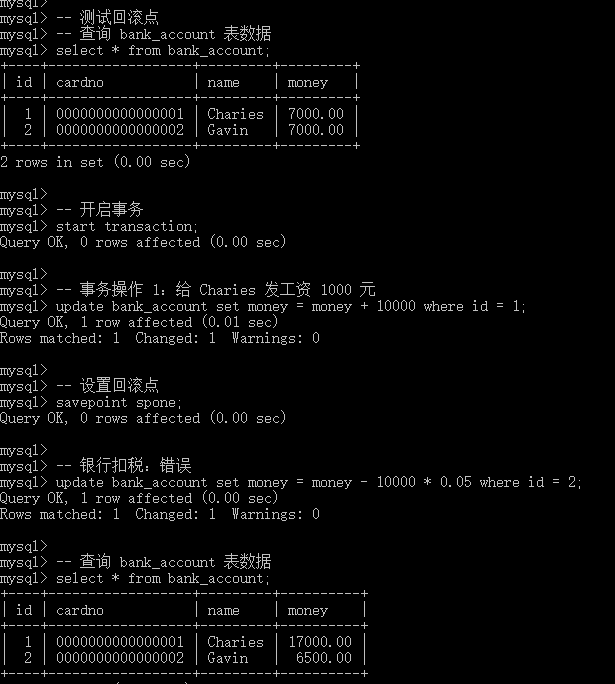 mysql>
mysql> -- 测试回滚点
mysql> -- 查询 bank_account 表数据
mysql> select * from bank_account;
+----+------------------+---------+---------+
| id | cardno           | name    | money   |
+----+------------------+---------+---------+
|  1 | 0000000000000001 | Charies | 7000.00 |
|  2 | 0000000000000002 | Gavin   | 7000.00 |
+----+------------------+---------+---------+
2 rows in set (0.00 sec)
mysql>
mysql> -- 开启事务
mysql> start transaction;
Query OK, 0 rows affected (0.00 sec)
mysql>
mysql> -- 事务操作 1: 给 Charies 发工资 1000 元
mysql> update bank_account set money = money + 10000 where id = 1;
Query OK, 1 row affected (0.01 sec)
Rows matched: 1  Changed: 1  Warnings: 0
mysql>
mysql> -- 设置回滚点
mysql> savepoint spone;
Query OK, 0 rows affected (0.00 sec)
mysql>
mysql> -- 银行扣税: 错误
mysql> update bank_account set money = money - 10000 * 0.05 where id = 2;
Query OK, 1 row affected (0.00 sec)
Rows matched: 1  Changed: 1  Warnings: 0
mysql>
mysql> -- 查询 bank_account 表数据
mysql> select * from bank_account;
+----+------------------+---------+----------+
| id | cardno           | name    | money    |
+----+------------------+---------+----------+
|  1 | 0000000000000001 | Charies | 17000.00 |
|  2 | 0000000000000002 | Gavin   |  6500.00 |
+----+------------------+---------+----------+